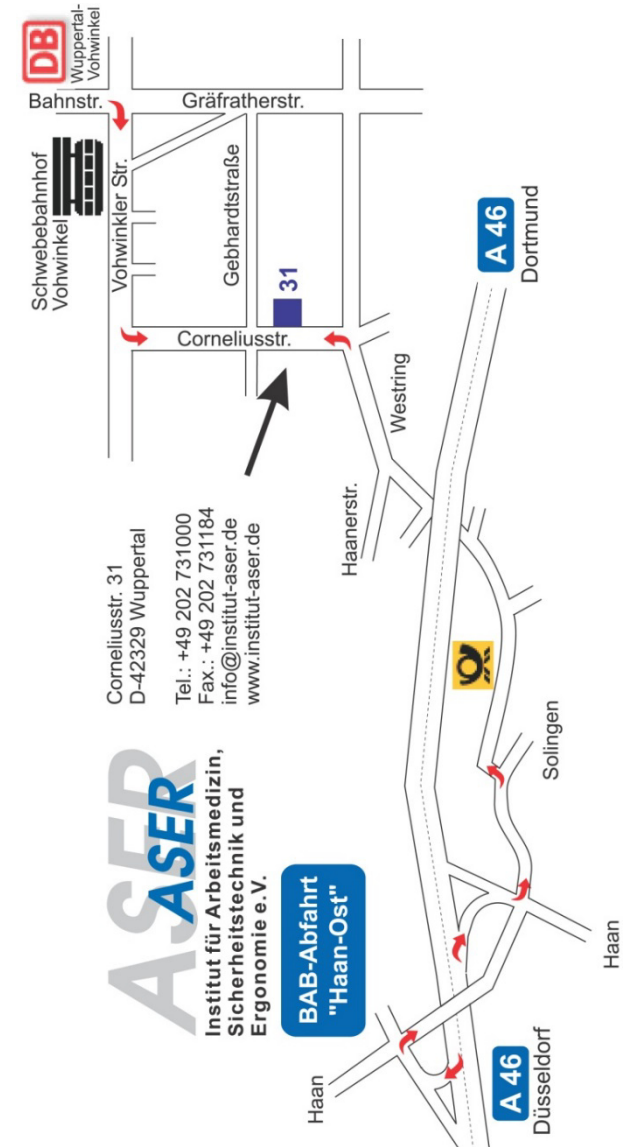 ASER
ASER
Institut für Arbeitsmedizin,
Sicherheitstechnik und
Ergonomie e.V.
Corneliusstr. 31
D-42329 Wuppertal
Tel.: +49 202 731000
Fax.: +49 202 731184
info@institut-aser.de
www.institut-aser.de
Schwebebahnhof
Vohwinkel
Bahnstr.
DB
Wuppertal-
Vohwinkel
Vohwinkler Str.
Gräfratherstr.
Gebhardtstraße
Corneliusstr.
31
Haanerstr.
Westring
A 46
Dortmund
BAB-Abfahrt
"Haan-Ost"
Haan
Solingen
A 46
Düsseldorf
Haan